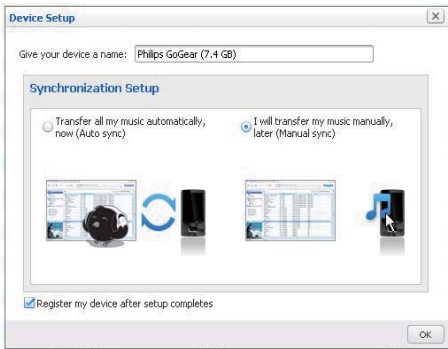 Device Setup
Give your device a name: Philips GoGear (7.4 GB)
Synchronization Setup
Transfer all my music automatically, now (Auto sync)
I will transfer my music manually, later (Manual sync)
Register my device after setup completes
OK